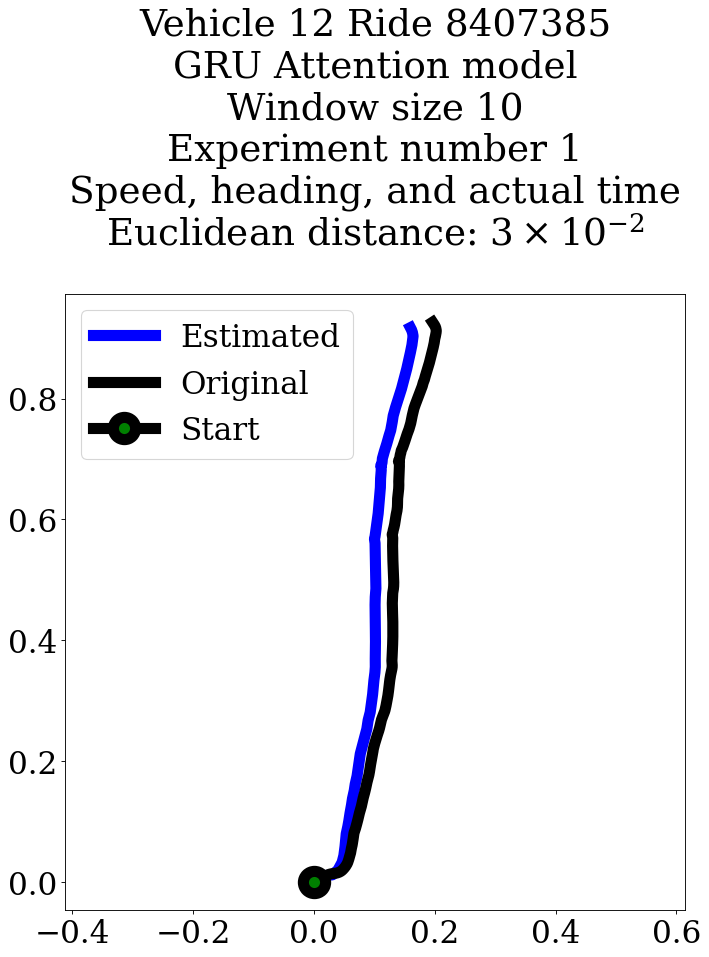 Vehicle 12 Ride 8407385
GRU Attention model
Window size 10
Experiment number 1
Speed, heading, and actual time
Euclidean distance: 3 × 10⁻²
Estimated
Original
Start
0.8
0.6
0.4
0.2
0.0
−0.4 −0.2 0.0 0.2 0.4 0.6